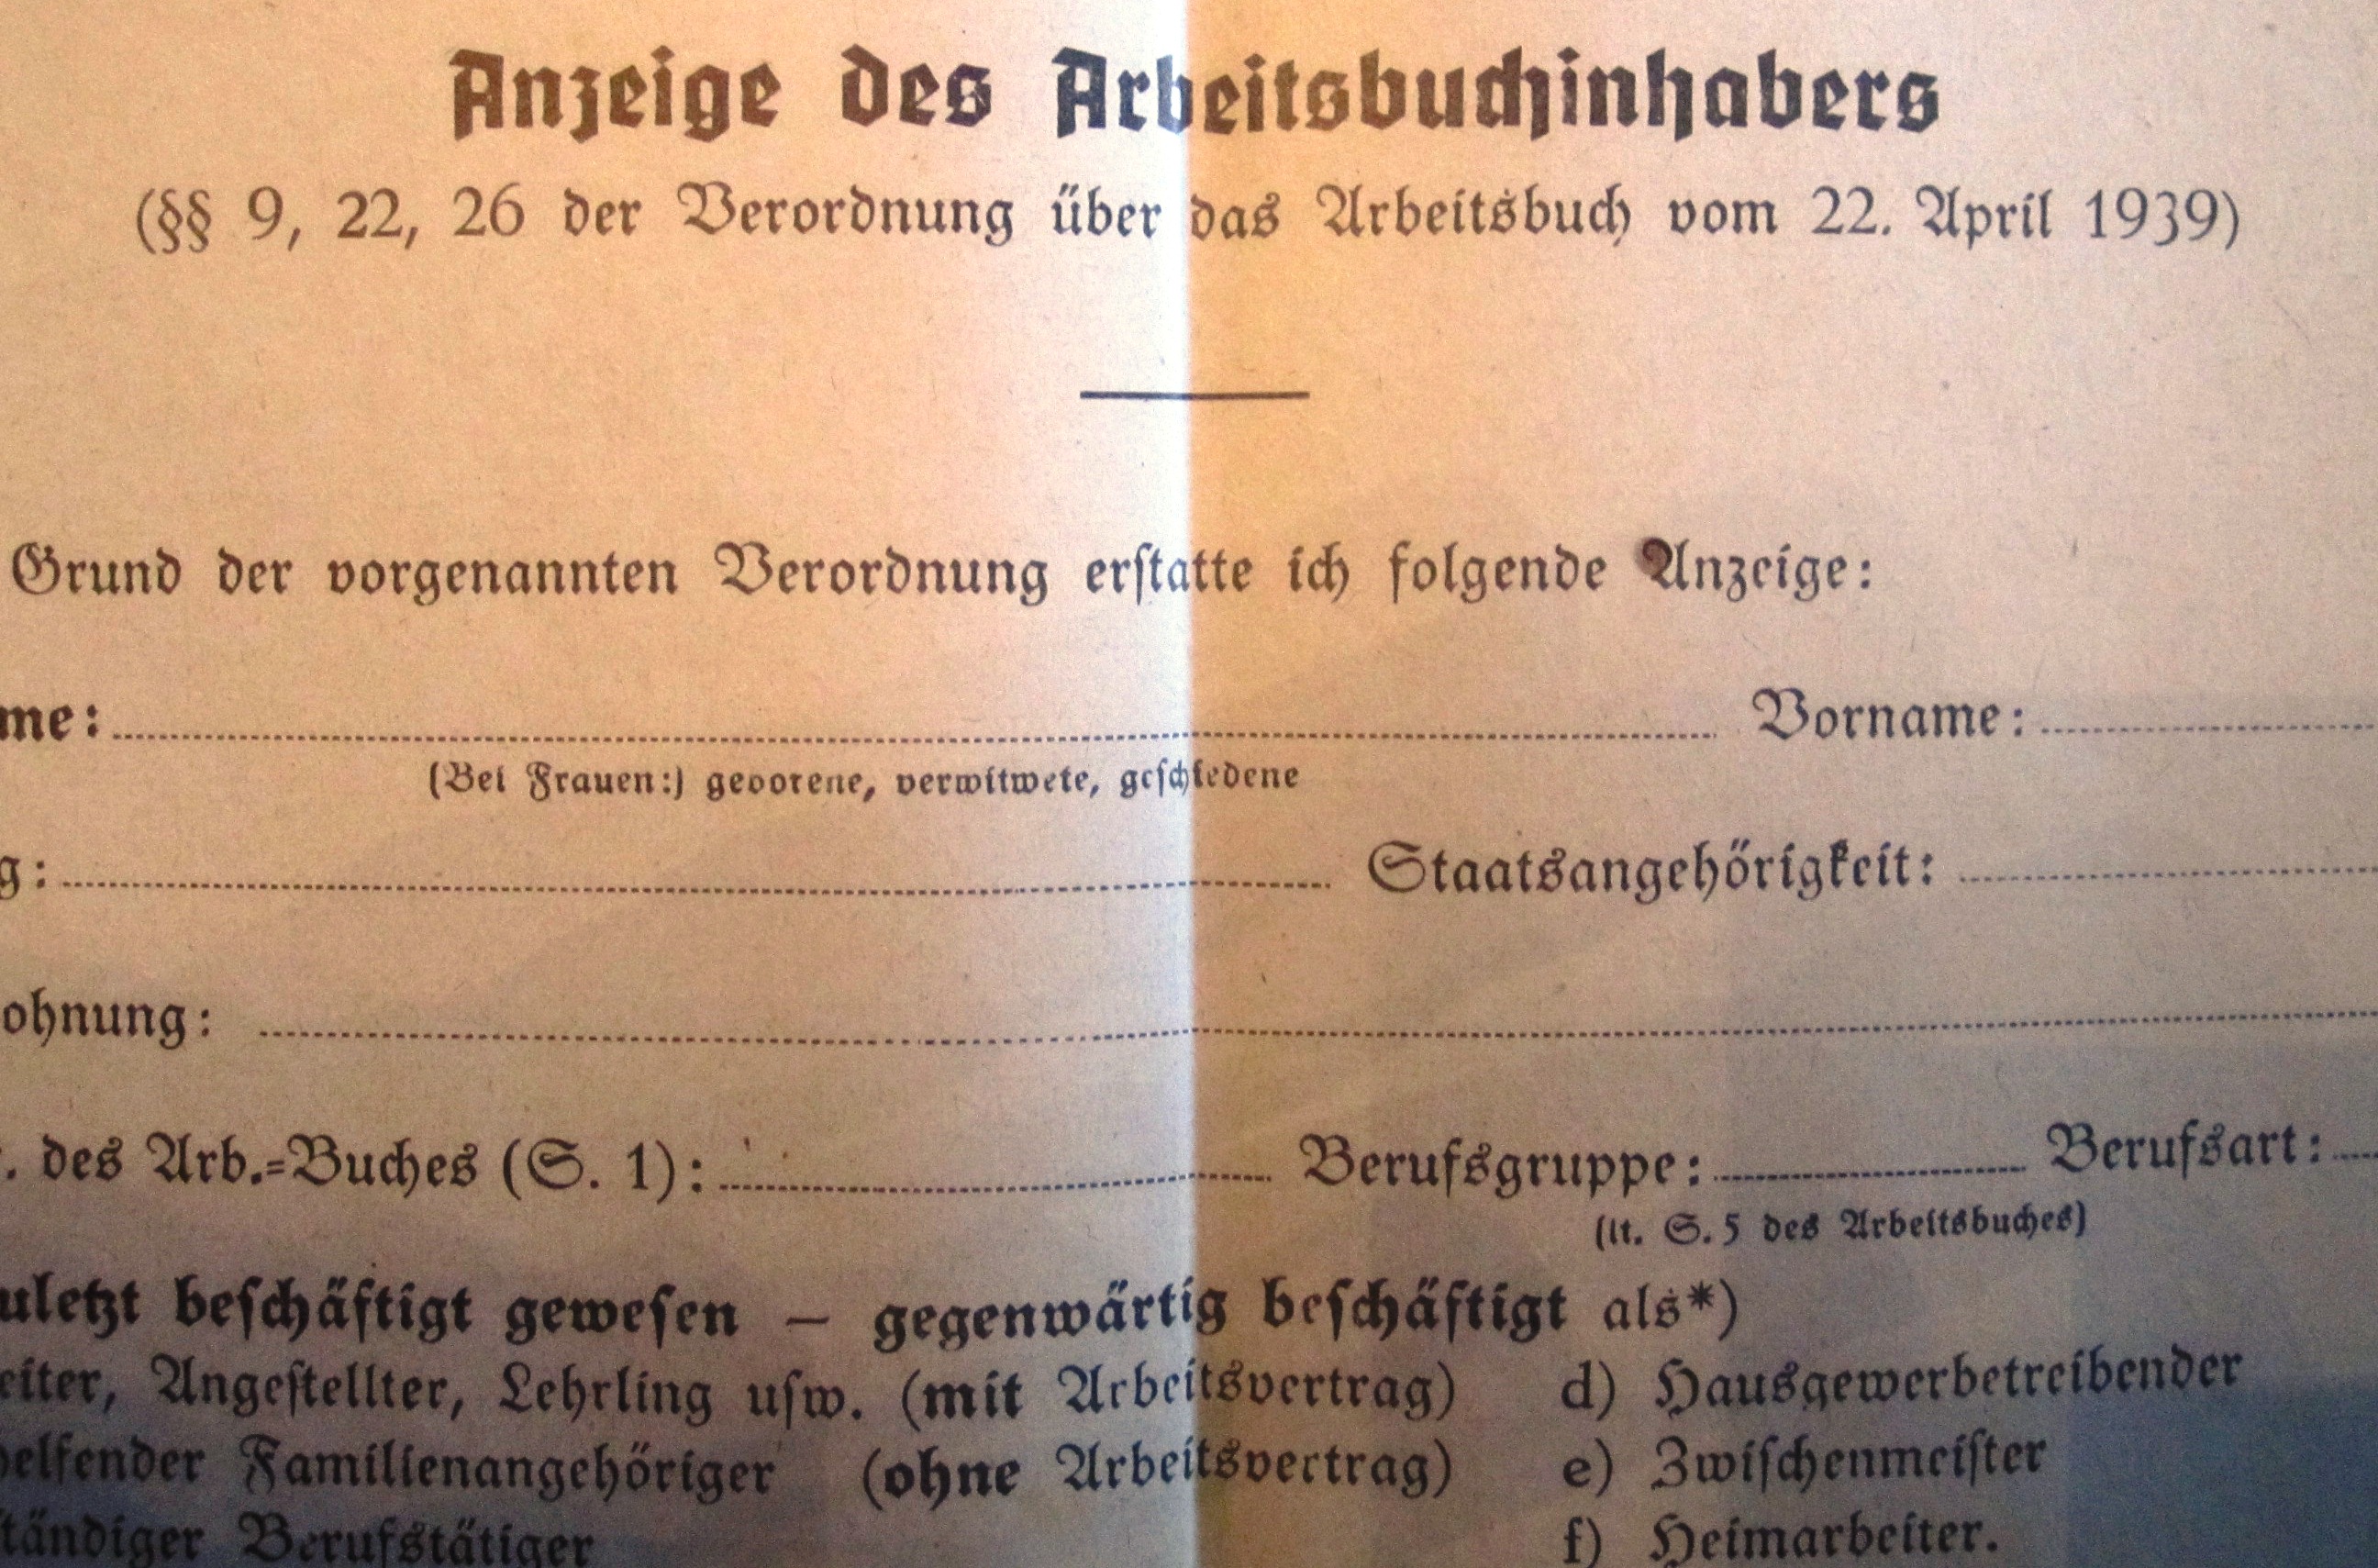 Anzeige des Arbeitsbuchinhabers
(§§ 9, 22, 26 der Verordnung über das Arbeitsbuch vom 22. April 1939)
Grund der vorgenannten Verordnung erstatte ich folgende Anzeige:
me: Vorname:
(Bei Frauen:) geborene, verwitwete, geschiedene
g: Staatsangehörigkeit:
ohnung:
. des Arb.=Buches (S. 1): Berufsgruppe: Berufsart:
(lt. S. 5 des Arbeitsbuches)
uletzt beschäftigt gewesen – gegenwärtig beschäftigt als*)
eiter, Angestellter, Lehrling usw. (mit Arbeitsvertrag) d) Hausgewerbetreibender
helfender Familienangehöriger (ohne Arbeitsvertrag) e) Zwischenmeister
ständiger Berufstätiger f) Heimarbeiter.